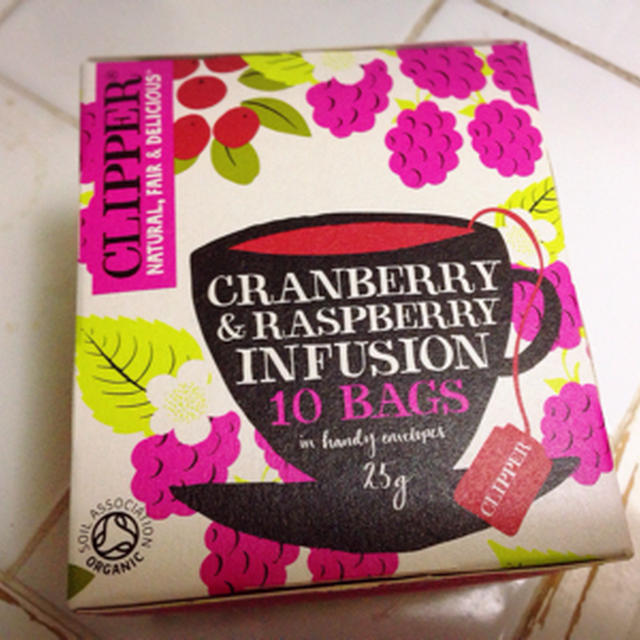 CLIPPER®
NATURAL, FAIR & DELICIOUS®
CRANBERRY
& RASPBERRY
INFUSION
10 BAGS
in handy envelopes
25g
CLIPPER
SOIL ASSOCIATION
ORGANIC